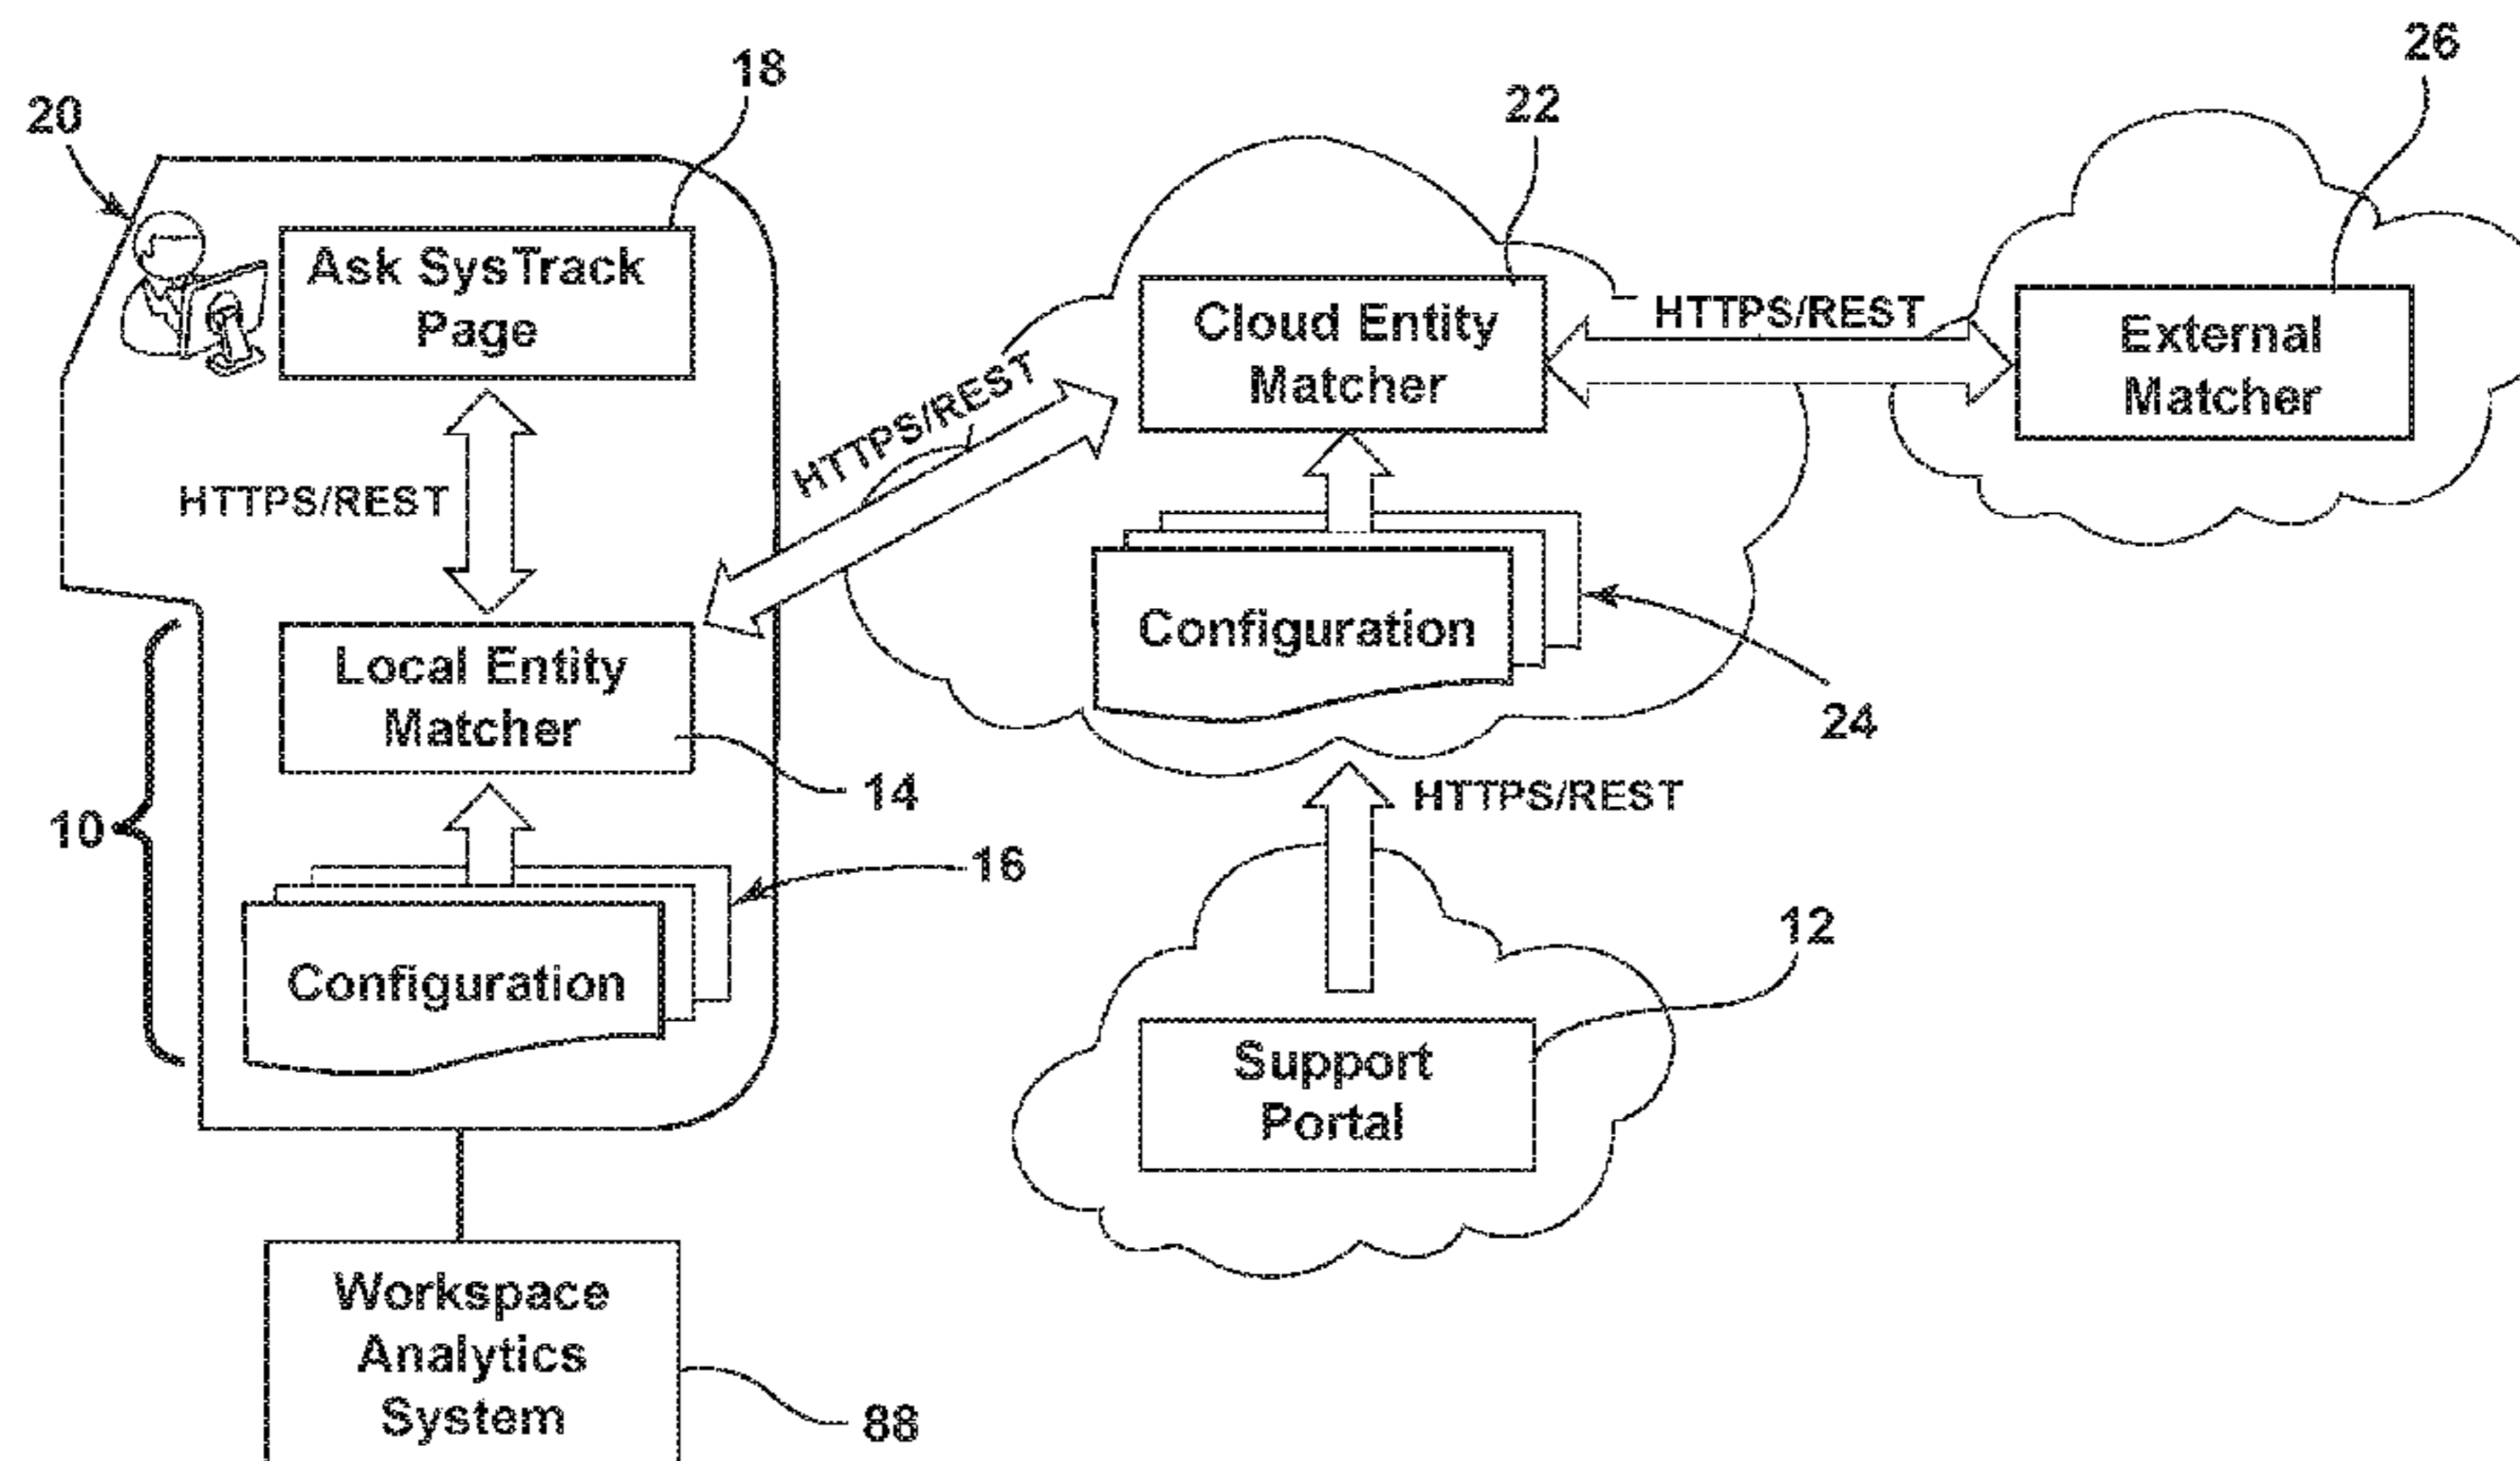 26
18
22
20
Ask SysTrack
Page
Cloud Entity
Matcher
HTTPS/REST
External
Matcher
HTTPS/REST
HTTPS/REST
Configuration
Local Entity
Matcher
24
14
HTTPS/REST
10
16
12
Configuration
Support
Portal
Workspace
Analytics
System
88